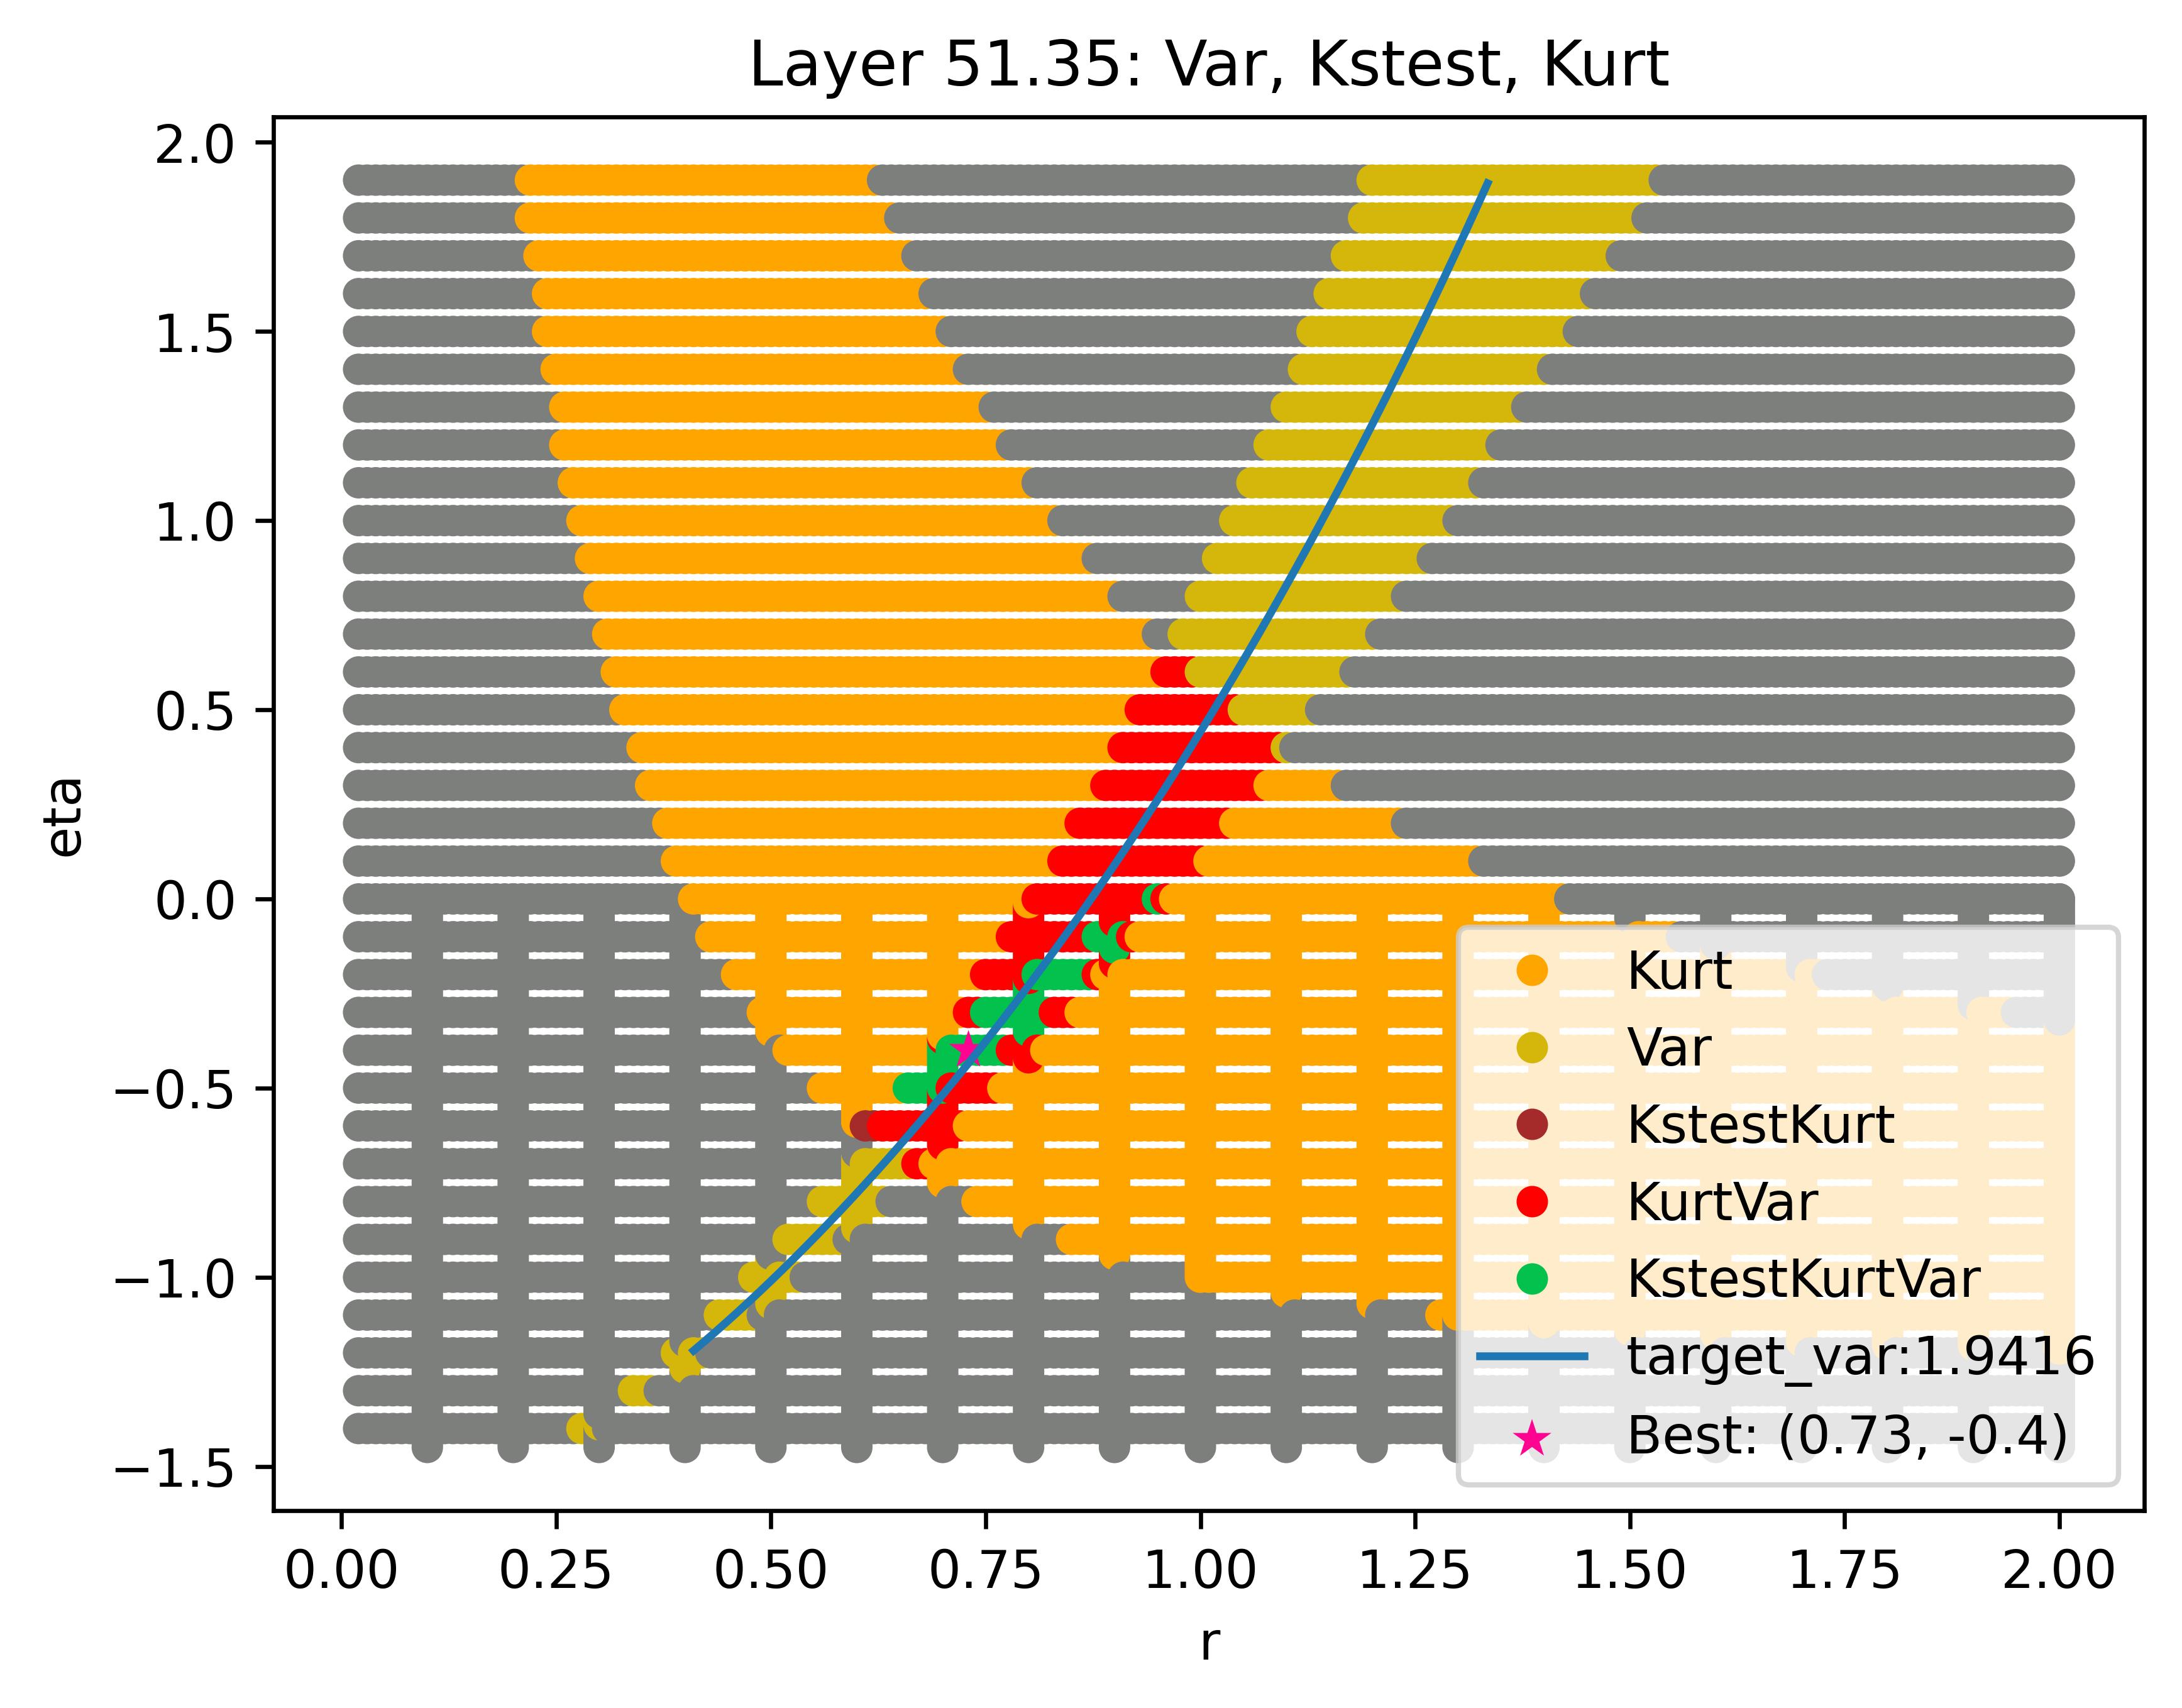 Layer 51.35: Var, Kstest, Kurt
2.0
1.5
1.0
0.5
0.0
−0.5
−1.0
−1.5
eta
Kurt
Var
KstestKurt
KurtVar
KstestKurtVar
target_var:1.9416
Best: (0.73, -0.4)
0.00 0.25 0.50 0.75 1.00 1.25 1.50 1.75 2.00
r